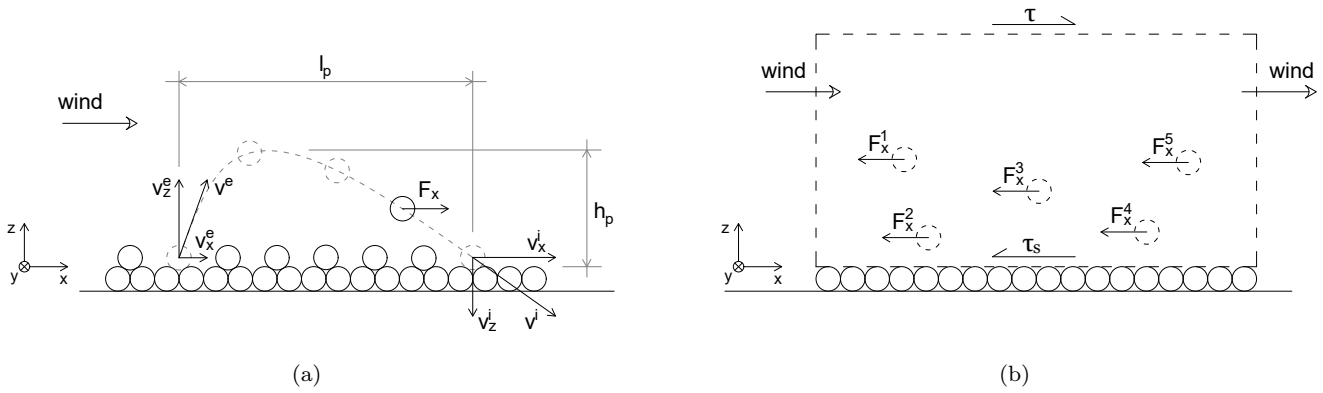 l_p
wind
v_z^e
v^e
v_x^e
F_x
h_p
v_x^i
v_z^i
v^i
z
y
x
(a)
τ
wind
wind
F_x^1
F_x^2
F_x^3
F_x^4
F_x^5
τ_s
z
y
x
(b)